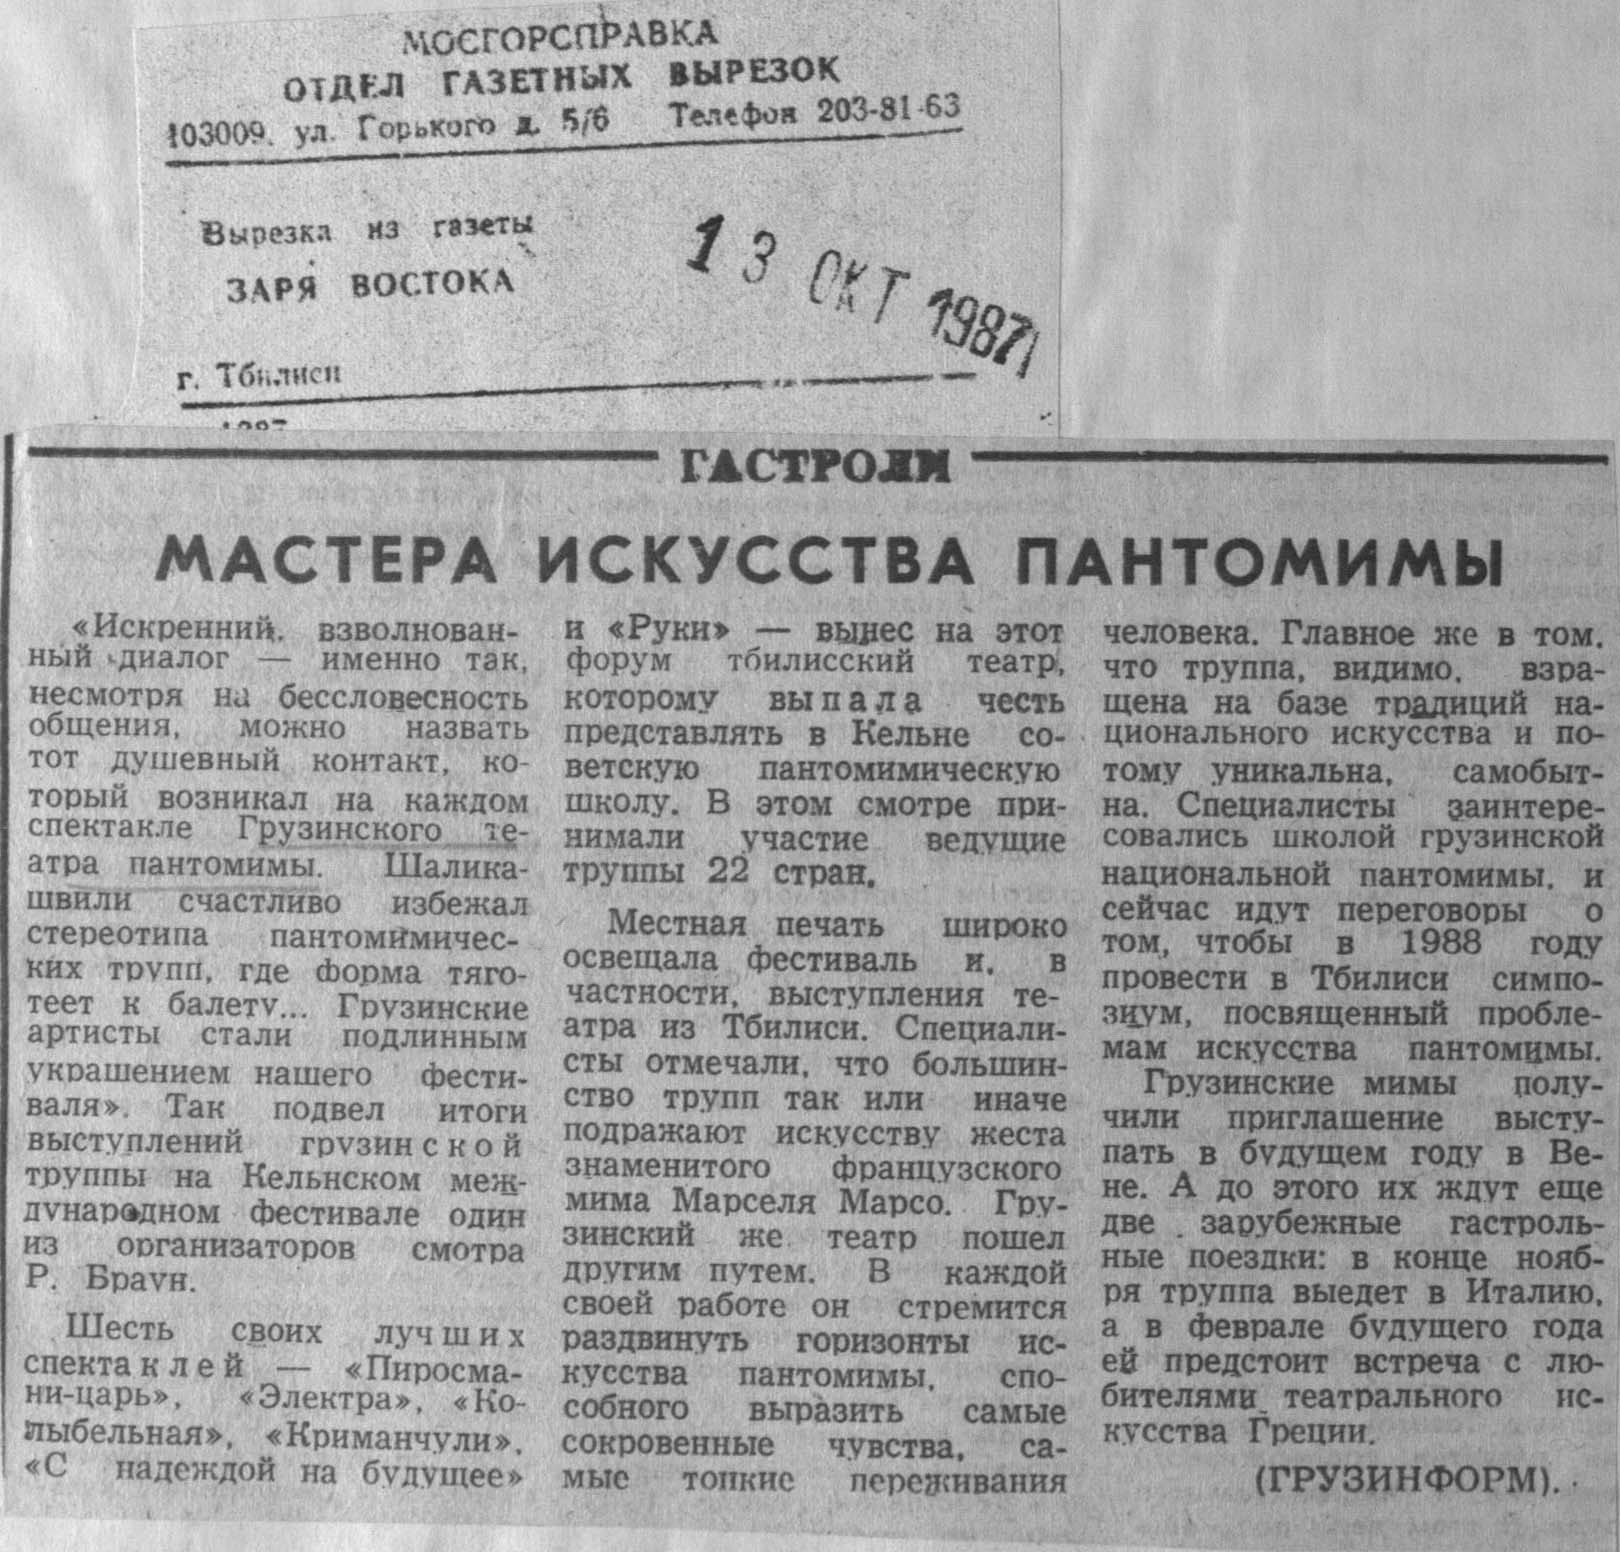 МОСГОРСПРАВКА
ОТДЕЛ ГАЗЕТНЫХ ВЫРЕЗОК
103009, ул. Горького д. 5/6 Телефон 203-81-63
Вырезка из газеты
ЗАРЯ ВОСТОКА
13 ОКТ 1987
г. Тбилиси
ГАСТРОЛИ
МАСТЕРА ИСКУССТВА ПАНТОМИМЫ
«Искренний, взволнован-
ный диалог — именно так,
несмотря на бессловесность
общения, можно назвать
тот душевный контакт, ко-
торый возникал на каждом
спектакле Грузинского те-
атра пантомимы. Шалика-
швили счастливо избежал
стереотипа пантомимичес-
ких трупп, где форма тяго-
теет к балету... Грузинские
артисты стали подлинным
украшением нашего фести-
валя». Так подвел итоги
выступлений грузинской
труппы на Кельнском меж-
дународном фестивале один
из организаторов смотра
Р. Браун.
Шесть своих лучших
спектаклей — «Пиросма-
ни-царь», «Электра», «Ко-
лыбельная», «Криманчули»,
«С надеждой на будущее»
и «Руки» — вынес на этот
форум тбилисский театр,
которому выпала честь
представлять в Кельне со-
ветскую пантомимическую
школу. В этом смотре при-
нимали участие ведущие
труппы 22 стран.
Местная печать широко
освещала фестиваль и, в
частности, выступления те-
атра из Тбилиси. Специали-
сты отмечали, что большин-
ство трупп так или иначе
подражают искусству жеста
знаменитого французского
мима Марселя Марсо. Гру-
зинский же театр пошел
другим путем. В каждой
своей работе он стремится
раздвинуть горизонты ис-
кусства пантомимы, спо-
собного выразить самые
сокровенные чувства, са-
мые тонкие переживания
человека. Главное же в том,
что труппа, видимо, взра-
щена на базе традиций на-
ционального искусства и по-
тому уникальна, самобыт-
на. Специалисты заинтере-
совались школой грузинской
национальной пантомимы, и
сейчас идут переговоры о
том, чтобы в 1988 году
провести в Тбилиси симпо-
зиум, посвященный пробле-
мам искусства пантомимы.
Грузинские мимы полу-
чили приглашение высту-
пать в будущем году в Ве-
не. А до этого их ждут еще
две зарубежные гастроль-
ные поездки: в конце нояб-
ря труппа выедет в Италию,
а в феврале будущего года
ей предстоит встреча с лю-
бителями театрального ис-
кусства Греции.
(ГРУЗИНФОРМ).